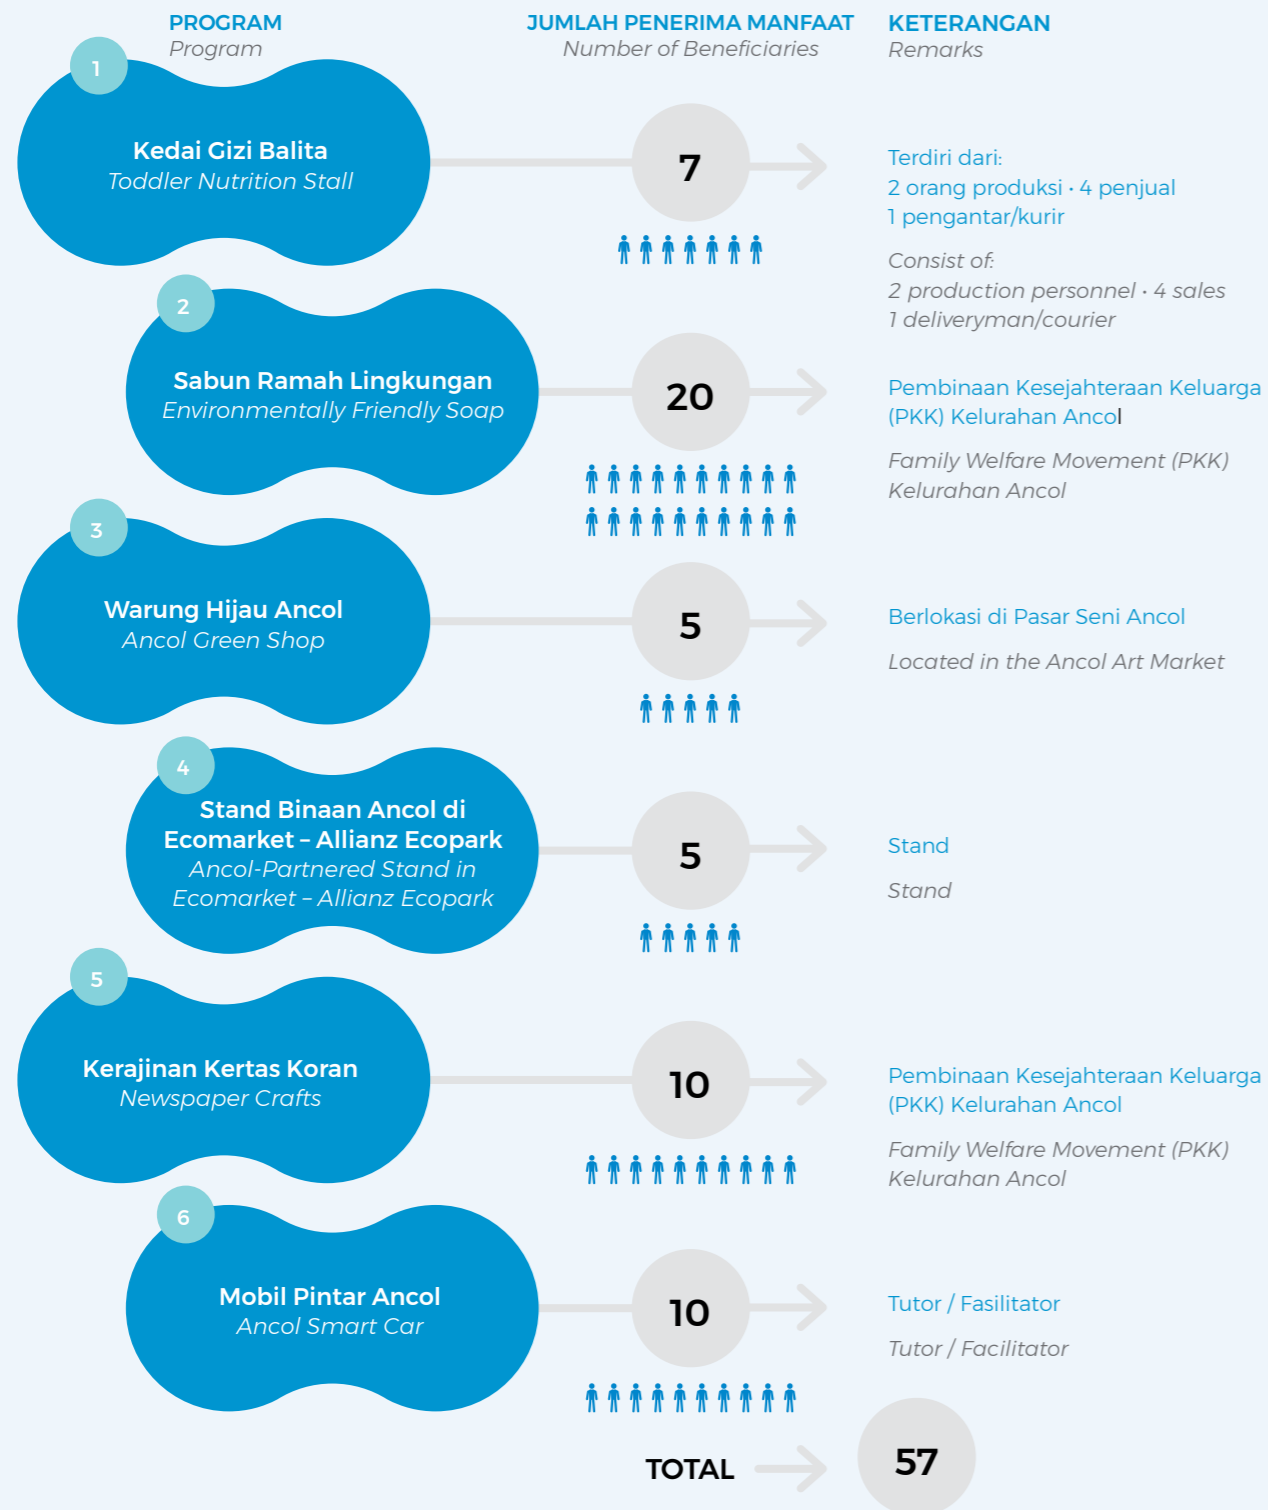 PROGRAM
Program
JUMLAH PENERIMA MANFAAT
Number of Beneficiaries
KETERANGAN
Remarks
1
Kedai Gizi Balita
Toddler Nutrition Stall
7
Terdiri dari:
2 orang produksi • 4 penjual
1 pengantar/kurir
Consist of:
2 production personnel • 4 sales
1 deliveryman/courier
2
Sabun Ramah Lingkungan
Environmentally Friendly Soap
20
Pembinaan Kesejahteraan Keluarga
(PKK) Kelurahan Ancol
Family Welfare Movement (PKK)
Kelurahan Ancol
3
Warung Hijau Ancol
Ancol Green Shop
5
Berlokasi di Pasar Seni Ancol
Located in the Ancol Art Market
4
Stand Binaan Ancol di
Ecomarket – Allianz Ecopark
Ancol-Partnered Stand in
Ecomarket – Allianz Ecopark
5
Stand
Stand
5
Kerajinan Kertas Koran
Newspaper Crafts
10
Pembinaan Kesejahteraan Keluarga
(PKK) Kelurahan Ancol
Family Welfare Movement (PKK)
Kelurahan Ancol
6
Mobil Pintar Ancol
Ancol Smart Car
10
Tutor / Fasilitator
Tutor / Facilitator
TOTAL
57